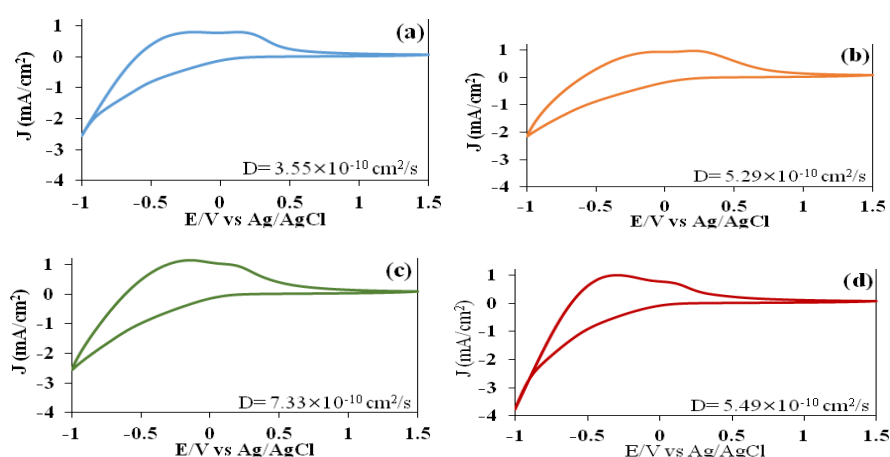 (a)
J (mA/cm²)
1
0
-1
-2
-3
-4
D= 3.55×10⁻¹⁰ cm²/s
-1 -0.5 0 0.5 1 1.5
E/V vs Ag/AgCl
(b)
J (mA/cm²)
1
0
-1
-2
-3
-4
D= 5.29×10⁻¹⁰ cm²/s
-1 -0.5 0 0.5 1 1.5
E/V vs Ag/AgCl
(c)
J (mA/cm²)
1
0
-1
-2
-3
-4
D= 7.33×10⁻¹⁰ cm²/s
-1 -0.5 0 0.5 1 1.5
E/V vs Ag/AgCl
(d)
J (mA/cm²)
1
0
-1
-2
-3
-4
D= 5.49×10⁻¹⁰ cm²/s
-1 -0.5 0 0.5 1 1.5
E/V vs Ag/AgCl